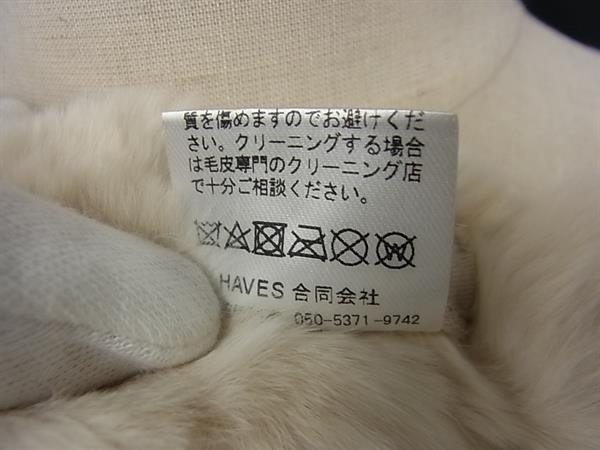 質を傷めますのでお避けくだ
さい。クリーニングする場合
は毛皮専門のクリーニング店
で十分ご相談ください。
HAVES 合同会社
050-5371-9742